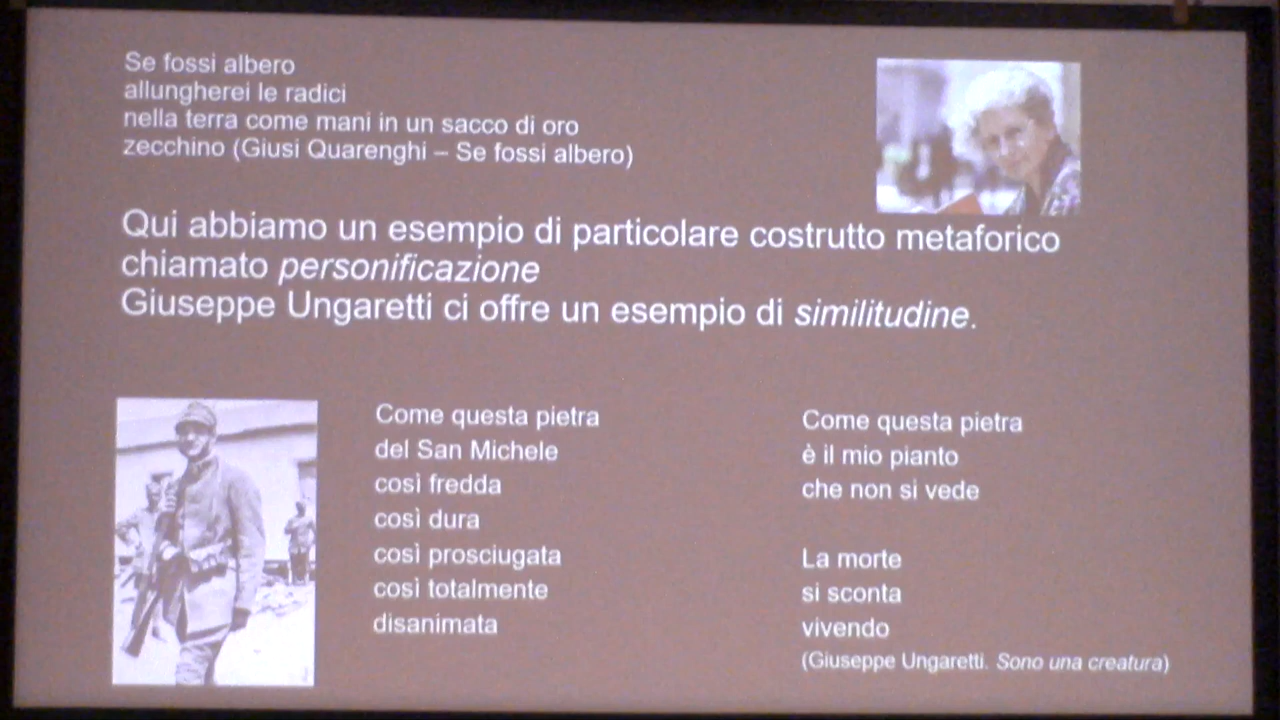 Se fossi albero
allungherei le radici
nella terra come mani in un sacco di oro
zecchino (Giusi Quarenghi – Se fossi albero)
Qui abbiamo un esempio di particolare costrutto metaforico
chiamato personificazione
Giuseppe Ungaretti ci offre un esempio di similitudine.
Come questa pietra
del San Michele
così fredda
così dura
così prosciugata
così totalmente
disanimata
Come questa pietra
è il mio pianto
che non si vede
La morte
si sconta
vivendo
(Giuseppe Ungaretti. Sono una creatura)